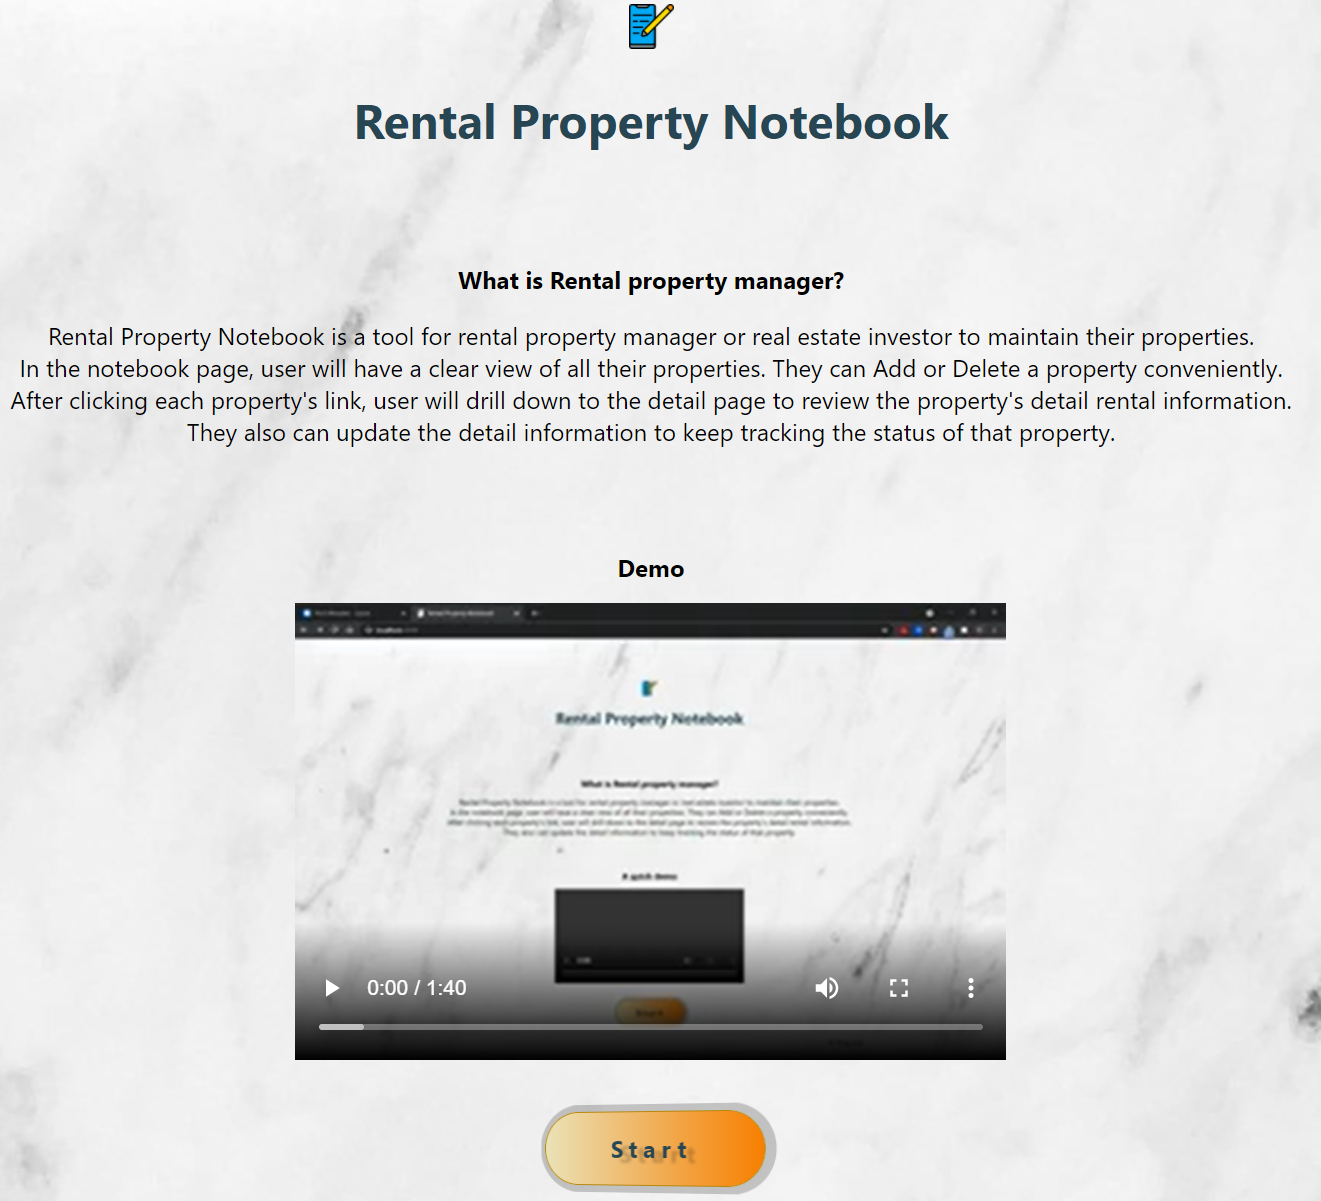 Rental Property Notebook
What is Rental property manager?
Rental Property Notebook is a tool for rental property manager or real estate investor to maintain their properties.
In the notebook page, user will have a clear view of all their properties. They can Add or Delete a property conveniently.
After clicking each property's link, user will drill down to the detail page to review the property's detail rental information.
They also can update the detail information to keep tracking the status of that property.
Demo
Rental Property Notebook
What is Rental property manager?
A quick demo
0:00 / 1:40
Start
Start